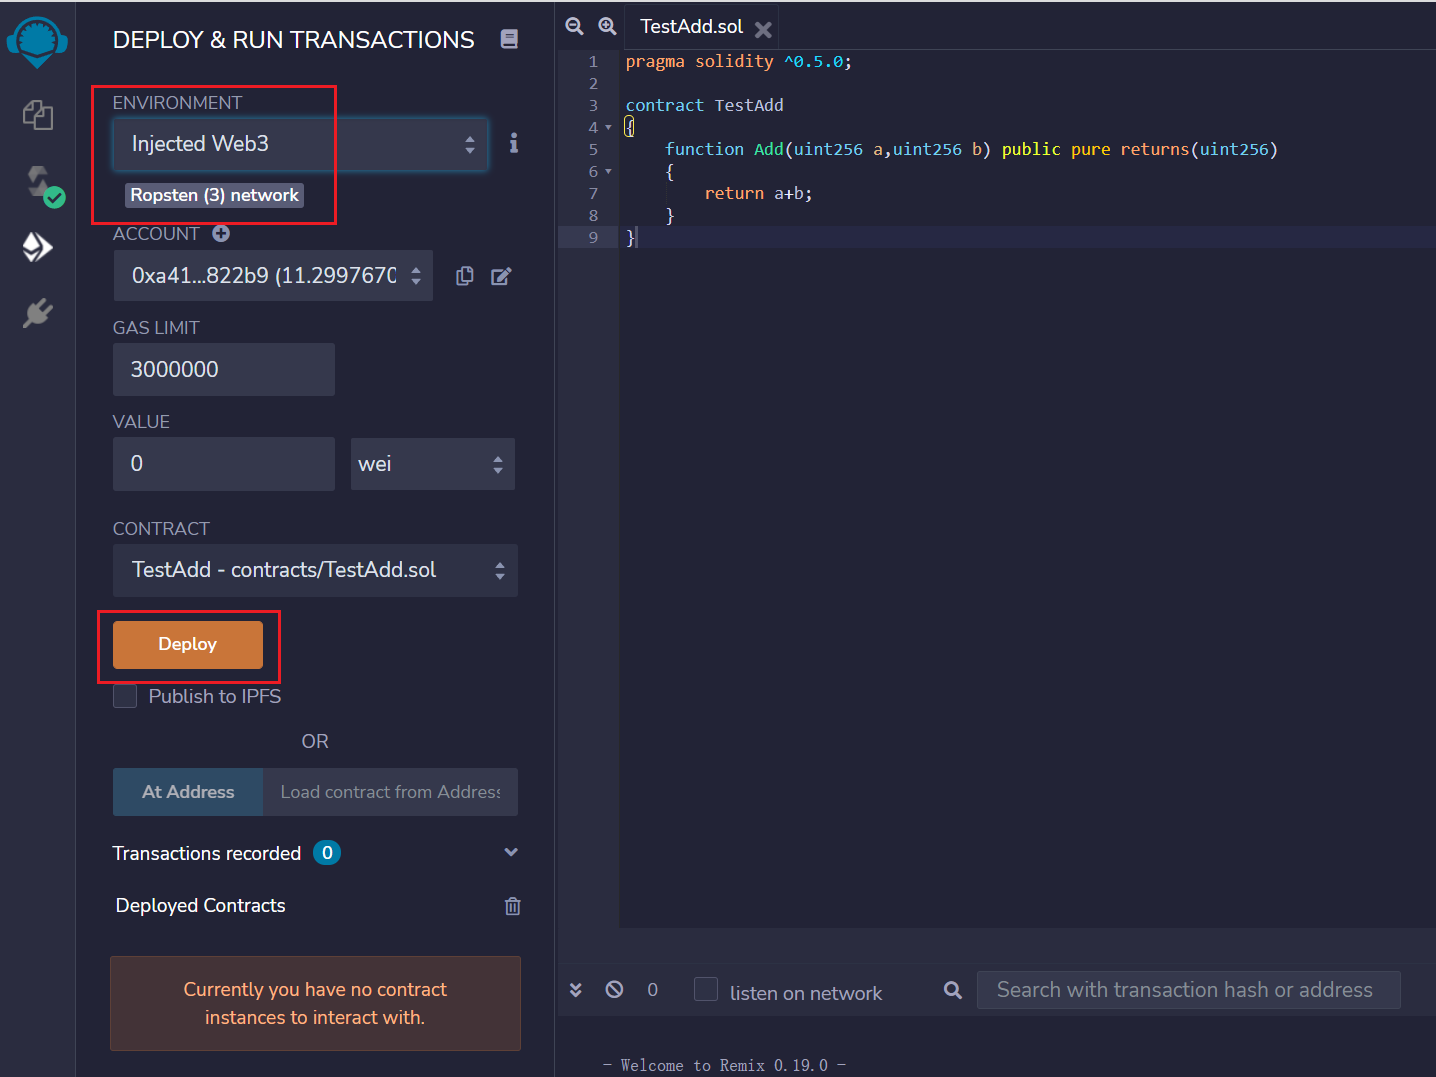 DEPLOY & RUN TRANSACTIONS
ENVIRONMENT
Injected Web3
Ropsten (3) network
ACCOUNT
0xa41...822b9 (11.2997670
GAS LIMIT
3000000
VALUE
0
wei
CONTRACT
TestAdd - contracts/TestAdd.sol
Deploy
Publish to IPFS
OR
At Address
Load contract from Address
Transactions recorded 0
Deployed Contracts
Currently you have no contract
instances to interact with.
TestAdd.sol
1 pragma solidity ^0.5.0;
2
3 contract TestAdd
4 {
5 function Add(uint256 a,uint256 b) public pure returns(uint256)
6 {
7 return a+b;
8 }
9 }
0
listen on network
Search with transaction hash or address
- Welcome to Remix 0.19.0 -